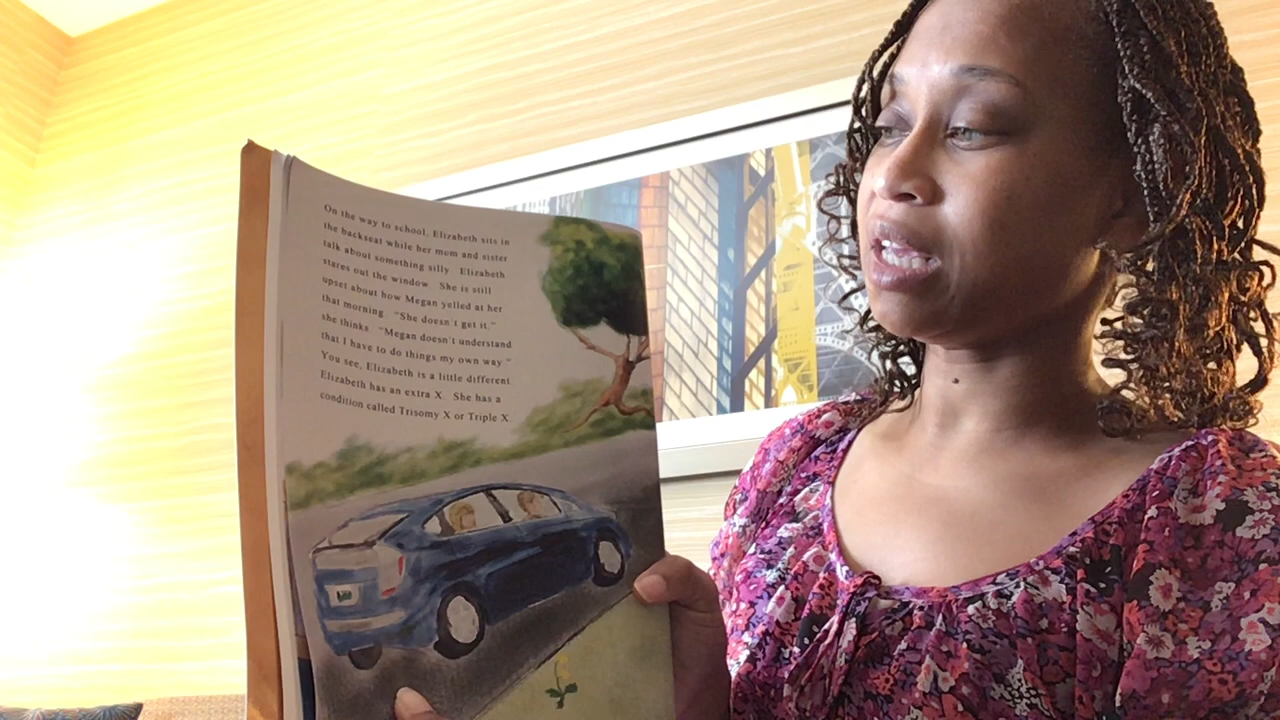 On the way to school, Elizabeth sits in
the backseat while her mom and sister
talk about something silly. Elizabeth
stares out the window. She is still
upset about how Megan yelled at her
that morning. "She doesn't get it,"
she thinks. "Megan doesn't understand
that I have to do things my own way."
You see, Elizabeth is a little different.
Elizabeth has an extra X. She has a
condition called Trisomy X or Triple X.